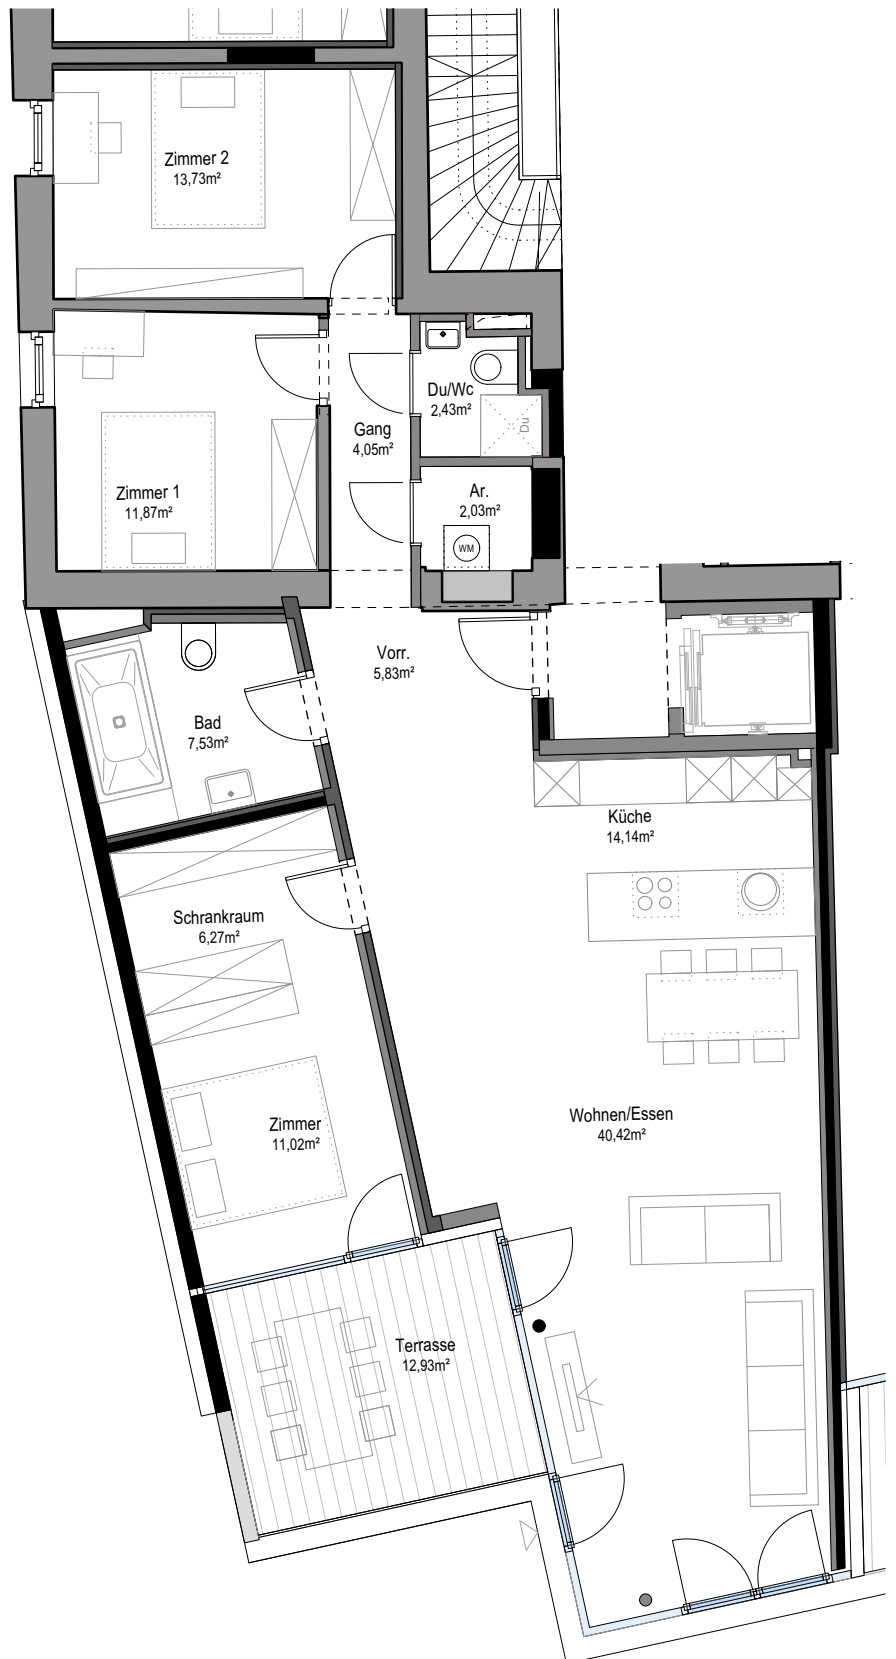 Zimmer 2
13,73m²
Du/Wc
2,43m²
Du
Gang
4,05m²
Zimmer 1
11,87m²
Ar.
2,03m²
WM
Vorr.
5,83m²
Bad
7,53m²
Küche
14,14m²
Schrankraum
6,27m²
Zimmer
11,02m²
Wohnen/Essen
40,42m²
Terrasse
12,93m²